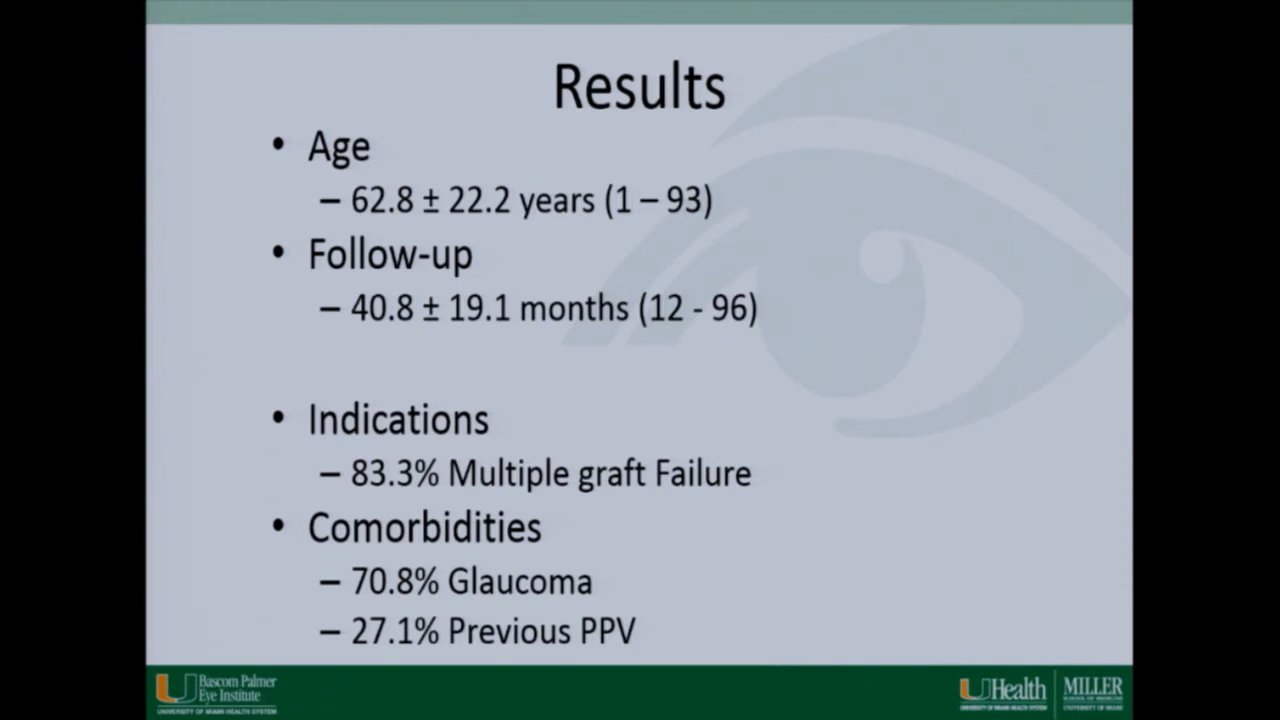 Results
• Age
– 62.8 ± 22.2 years (1 – 93)
• Follow-up
– 40.8 ± 19.1 months (12 - 96)
• Indications
– 83.3% Multiple graft Failure
• Comorbidities
– 70.8% Glaucoma
– 27.1% Previous PPV
Bascom Palmer
Eye Institute
UNIVERSITY OF MIAMI HEALTH SYSTEM
UHealth
UNIVERSITY OF MIAMI HEALTH SYSTEM
MILLER
SCHOOL OF MEDICINE
UNIVERSITY OF MIAMI